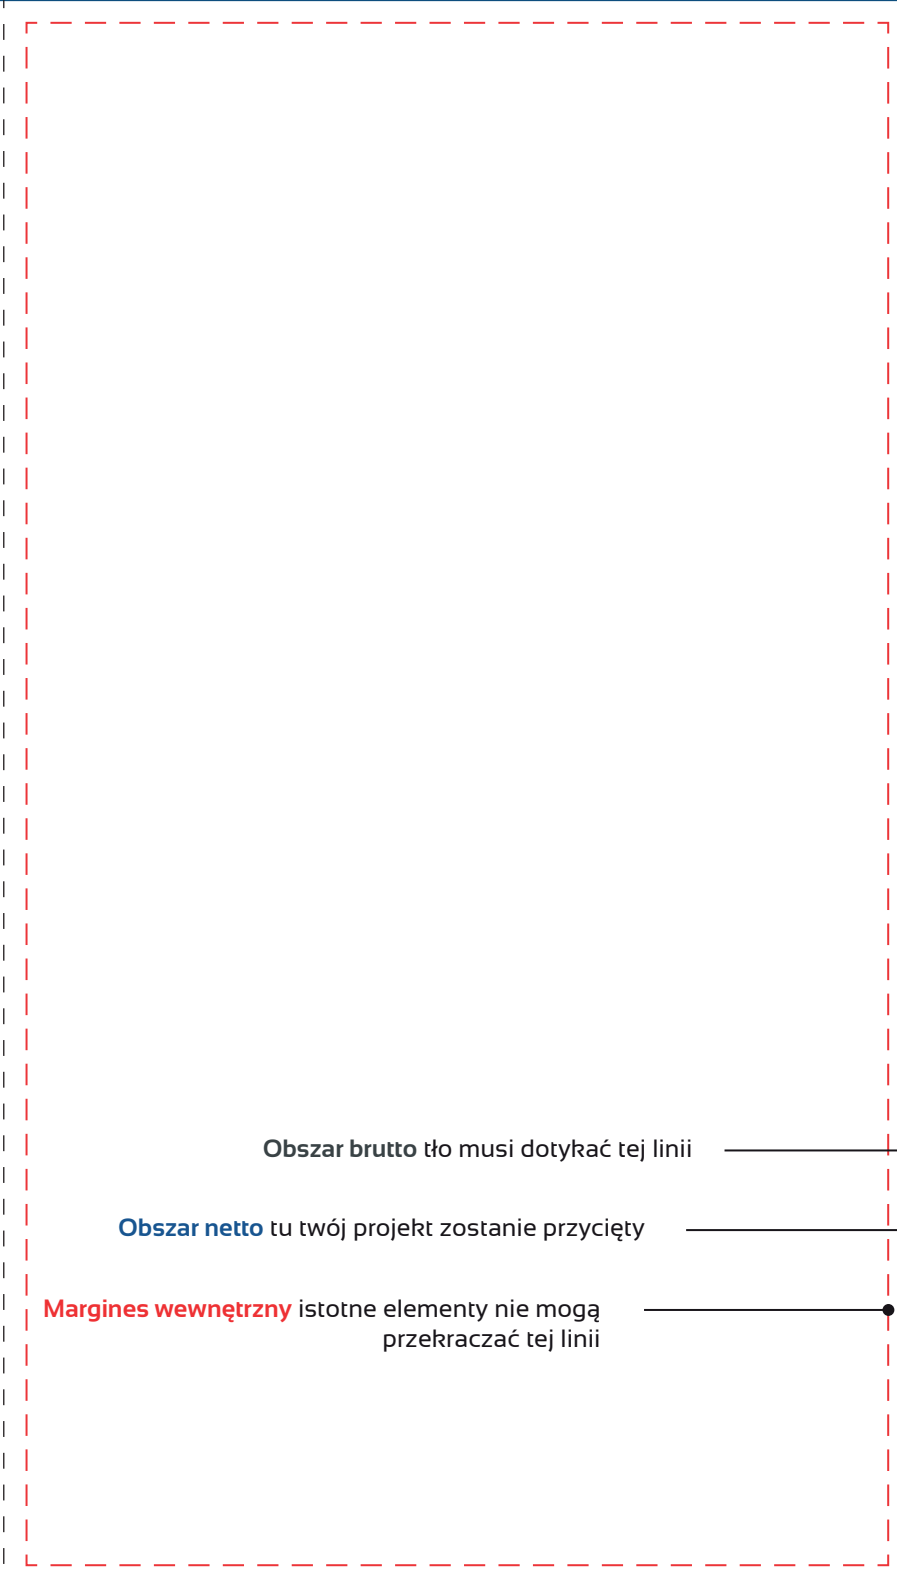 Obszar brutto tło musi dotykać tej linii
Obszar netto tu twój projekt zostanie przycięty
Margines wewnętrzny istotne elementy nie mogą
przekraczać tej linii